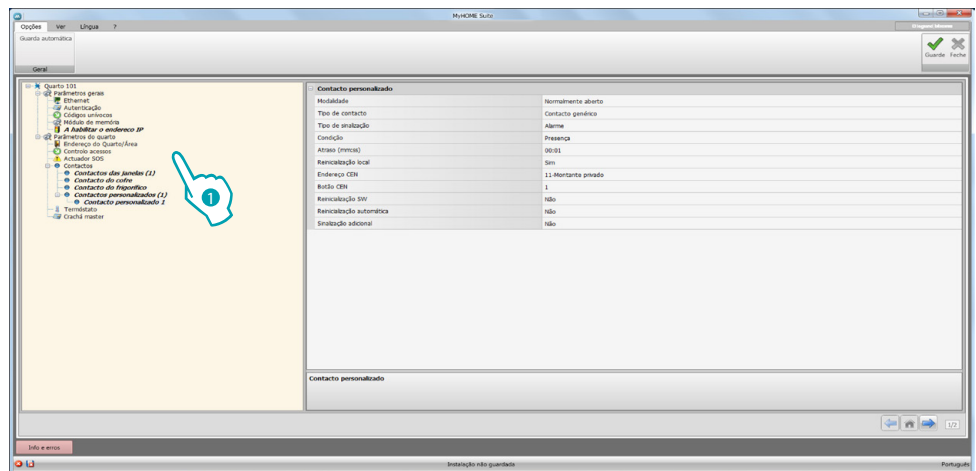 MyHOME Suite
Opções Ver Língua ?
Guarda automática
Geral
Guarde Feche
Quarto 101
Parâmetros gerais
Ethernet
Autenticação
Códigos unívocos
Módulo de memória
A habilitar o endereco IP
Parâmetros do quarto
Endereço do Quarto/Área
Controlo acessos
Actuador SOS
Contactos
Contactos das janelas (1)
Contacto do cofre
Contacto do frigorífico
Contactos personalizados (1)
Contacto personalizado 1
Termóstato
Crachá master
1
Contacto personalizado
Modalidade Normalmente aberto
Tipo de contacto Contacto genérico
Tipo de sinalização Alarme
Condição Presença
Atraso (mm:ss) 00:01
Reinicialização local Sim
Endereço CEN 11-Montante privado
Botão CEN 1
Reinicialização SW Não
Reinicialização automática Não
Sinalização adicional Não
Contacto personalizado
1/2
Info e erros
Instalação não guardada
Português